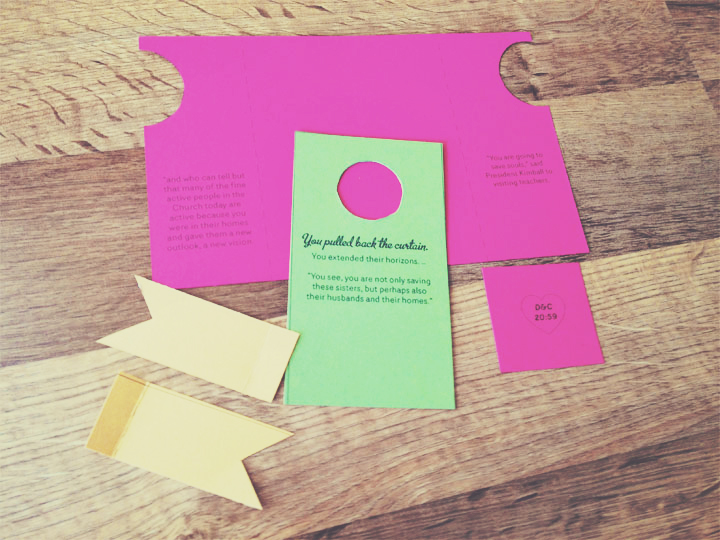 "and who can tell but
that many of the fine
active people in the
Church today are
active because you
were in their homes
and gave them a new
outlook, a new vision.
You pulled back the curtain.
You extended their horizons...
"You see, you are not only saving
these sisters, but perhaps also
their husbands and their homes."
"You are going to
save souls," said
President Kimball to
visiting teachers.
D&C
20:59